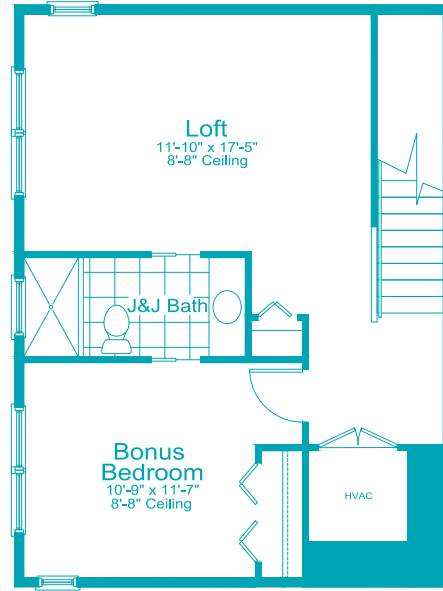 Loft
11'-10" x 17'-5"
8'-8" Ceiling
J&J Bath
Bonus
Bedroom
10'-9" x 11'-7"
8'-8" Ceiling
HVAC